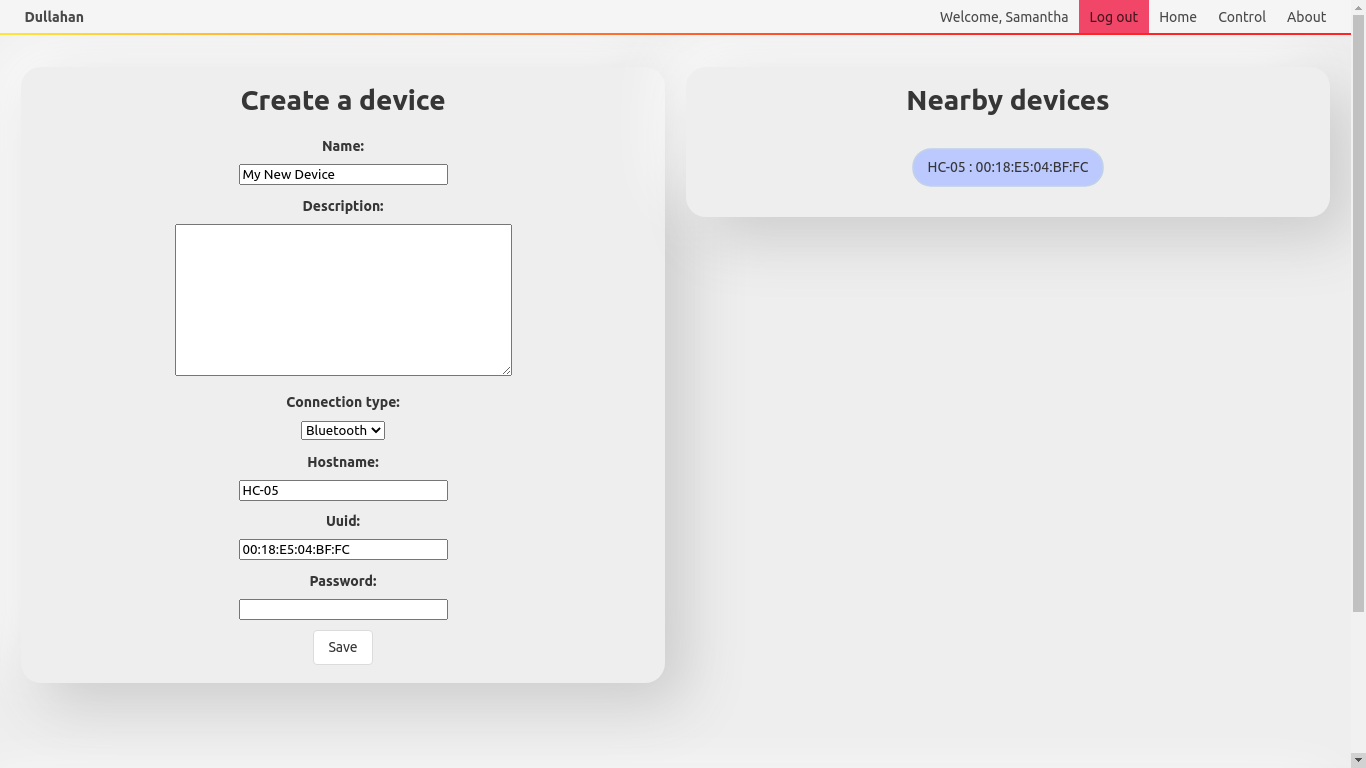 Dullahan
Welcome, Samantha Log out Home Control About
Create a device
Name:
My New Device
Description:
Connection type:
Bluetooth
Hostname:
HC-05
Uuid:
00:18:E5:04:BF:FC
Password:
Save
Nearby devices
HC-05 : 00:18:E5:04:BF:FC